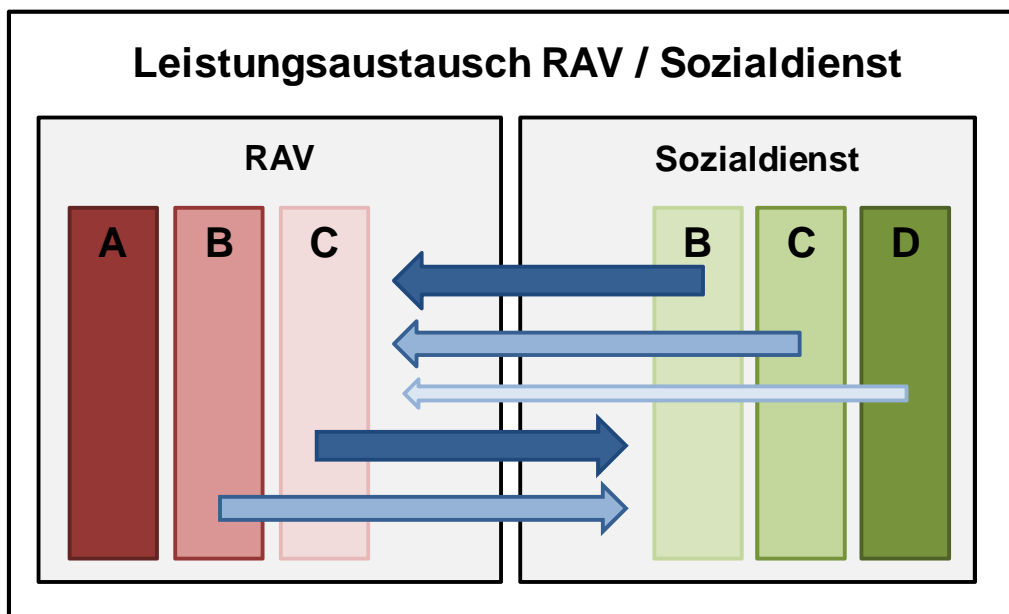 Leistungsaustausch RAV / Sozialdienst
RAV
Sozialdienst
A B C
B C D